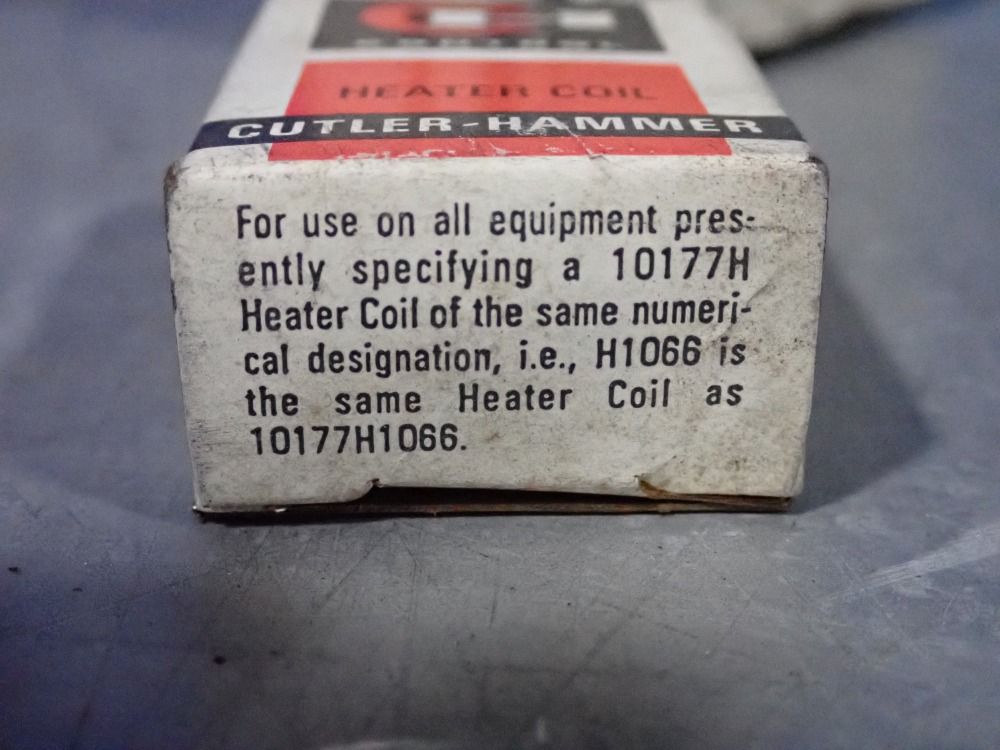 CONTROL
HEATER COIL
CUTLER-HAMMER
For use on all equipment pres-
ently specifying a 10177H
Heater Coil of the same numeri-
cal designation, i.e., H1066 is
the same Heater Coil as
10177H1066.